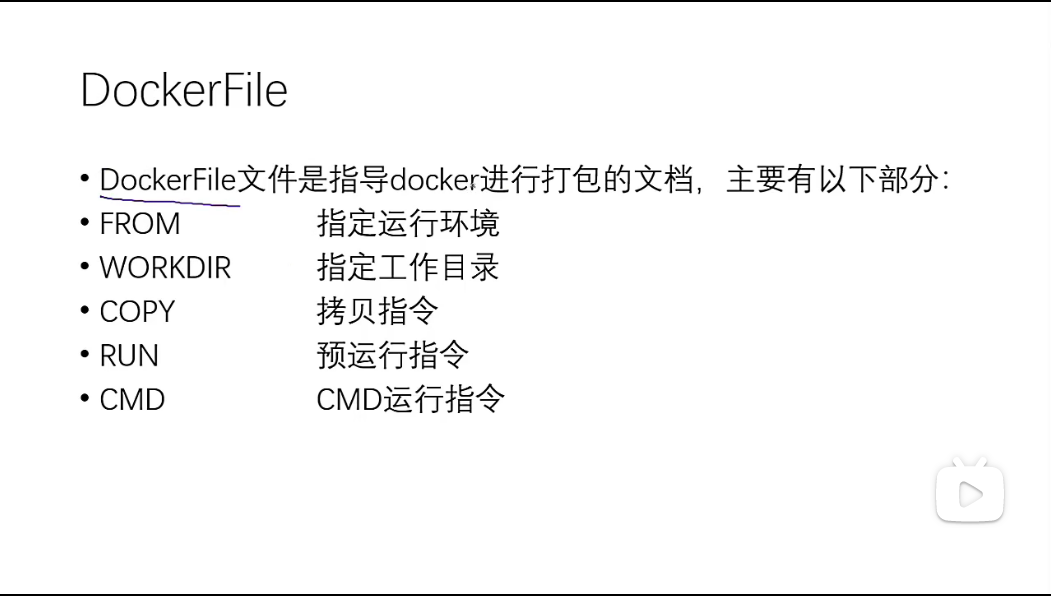 DockerFile
• DockerFile文件是指导docker进行打包的文档，主要有以下部分：
• FROM 指定运行环境
• WORKDIR 指定工作目录
• COPY 拷贝指令
• RUN 预运行指令
• CMD CMD运行指令